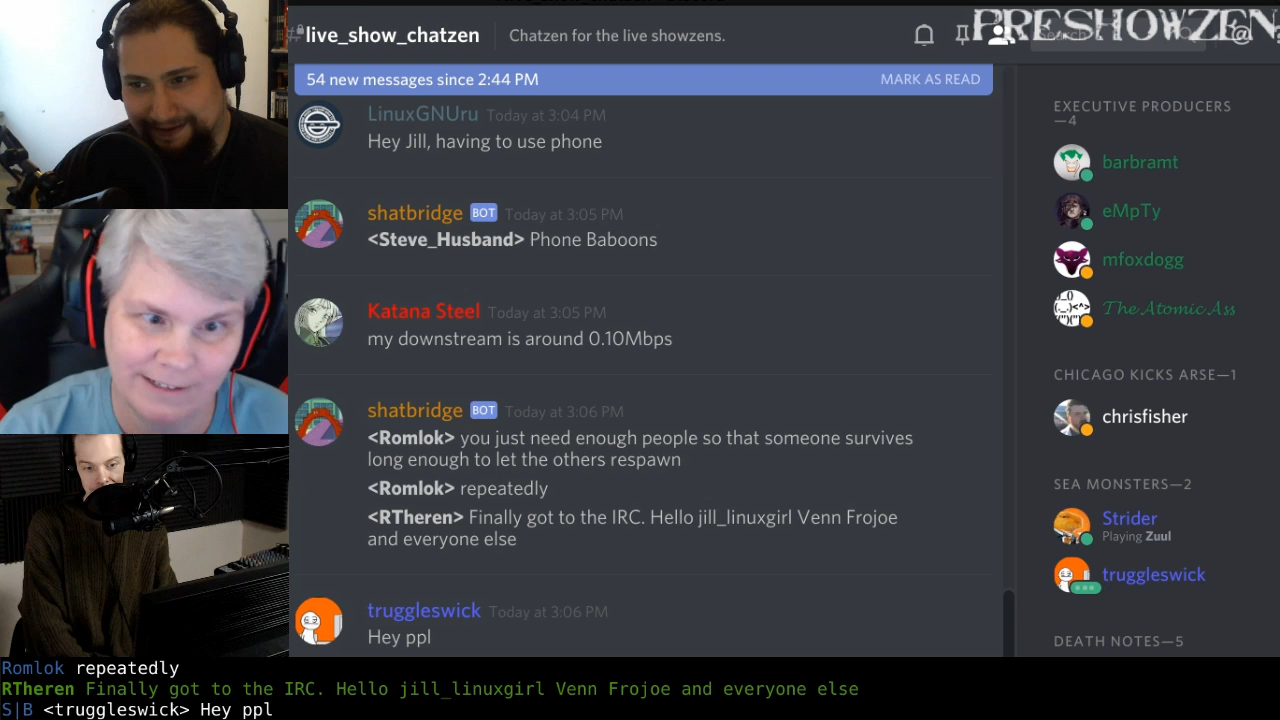 #live_show_chatzen
Chatzen for the live showzens.
PRESHOWZEN
Search
54 new messages since 2:44 PM
MARK AS READ
LinuxGNUru Today at 3:04 PM
Hey Jill, having to use phone
shatbridge BOT Today at 3:05 PM
<Steve_Husband> Phone Baboons
Katana Steel Today at 3:05 PM
my downstream is around 0.10Mbps
shatbridge BOT Today at 3:06 PM
<Romlok> you just need enough people so that someone survives
long enough to let the others respawn
<Romlok> repeatedly
<RTheren> Finally got to the IRC. Hello jill_linuxgirl Venn Frojoe
and everyone else
truggleswick Today at 3:06 PM
Hey ppl
EXECUTIVE PRODUCERS
—4
barbramt
eMpTy
mfoxdogg
The Atomic Ass
CHICAGO KICKS ARSE—1
chrisfisher
SEA MONSTERS—2
Strider
Playing Zuul
truggleswick
DEATH NOTES—5
Romlok repeatedly
RTheren Finally got to the IRC. Hello jill_linuxgirl Venn Frojoe and everyone else
S|B <truggleswick> Hey ppl